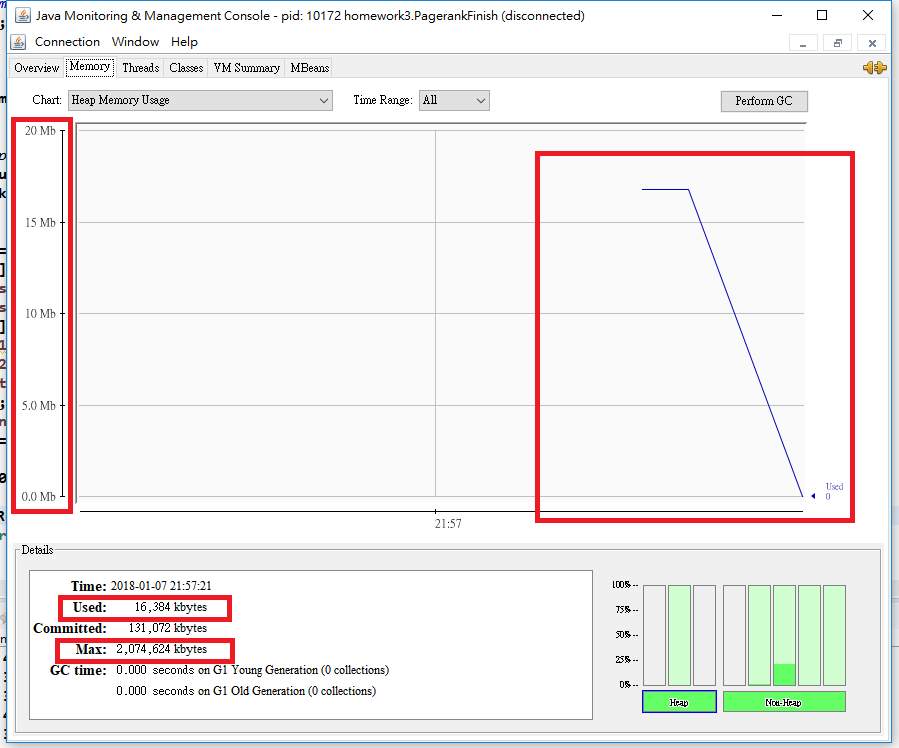 Java Monitoring & Management Console - pid: 10172 homework3.PagerankFinish (disconnected)
Connection Window Help
Overview Memory Threads Classes VM Summary MBeans
Chart: Heap Memory Usage Time Range: All Perform GC
20 Mb
15 Mb
10 Mb
5.0 Mb
0.0 Mb
Used
0
21:57
Details
Time: 2018-01-07 21:57:21
Used: 16,384 kbytes
Committed: 131,072 kbytes
Max: 2,074,624 kbytes
GC time: 0.000 seconds on G1 Young Generation (0 collections)
0.000 seconds on G1 Old Generation (0 collections)
100%
75%
50%
25%
0%
Heap Non-Heap